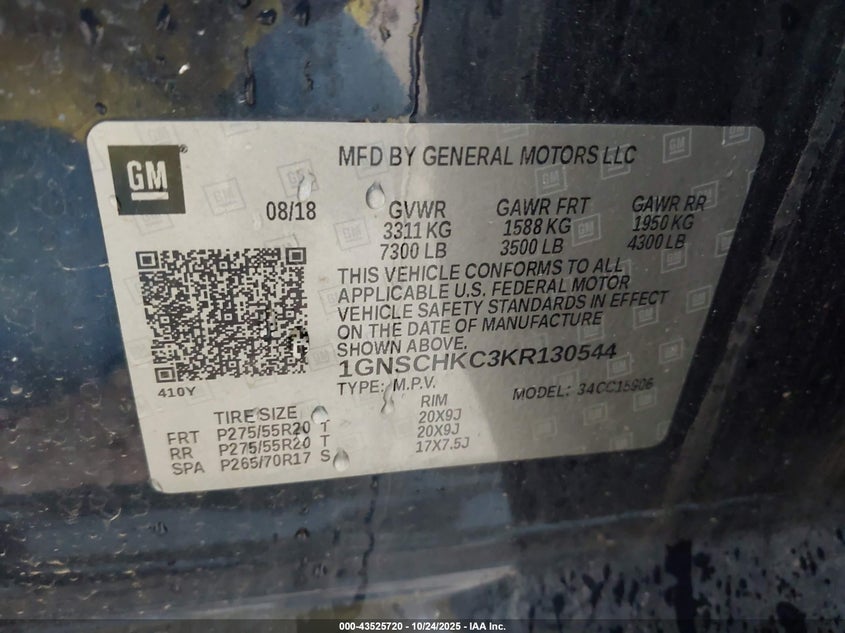 GM
MFD BY GENERAL MOTORS LLC
08/18
GVWR GAWR FRT GAWR RR
3311 KG 1588 KG 1950 KG
7300 LB 3500 LB 4300 LB
THIS VEHICLE CONFORMS TO ALL
APPLICABLE U.S. FEDERAL MOTOR
VEHICLE SAFETY STANDARDS IN EFFECT
ON THE DATE OF MANUFACTURE
SHOWN ABOVE.
1GNSCHKC3KR130544
410Y
TYPE: M.P.V. MODEL: 34CC15906
TIRE SIZE RIM
FRT P275/55R20 T 20X9J
RR P275/55R20 T 20X9J
SPA P265/70R17 S 17X7.5J
000-43525720 - 10/24/2025 - IAA Inc.